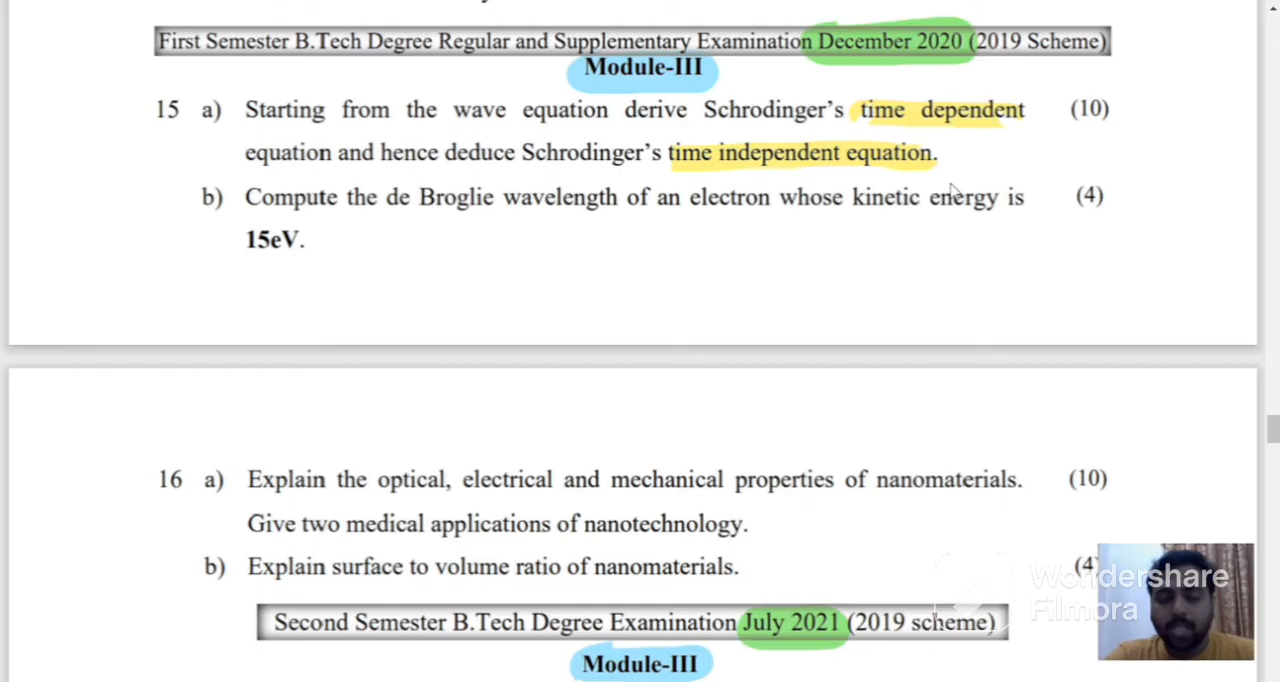 First Semester B.Tech Degree Regular and Supplementary Examination December 2020 (2019 Scheme)
Module-III
15 a) Starting from the wave equation derive Schrodinger’s time dependent (10)
equation and hence deduce Schrodinger’s time independent equation.
b) Compute the de Broglie wavelength of an electron whose kinetic energy is (4)
15eV.
16 a) Explain the optical, electrical and mechanical properties of nanomaterials. (10)
Give two medical applications of nanotechnology.
b) Explain surface to volume ratio of nanomaterials. (4
Wondershare
Filmora
Second Semester B.Tech Degree Examination July 2021 (2019 scheme)
Module-III